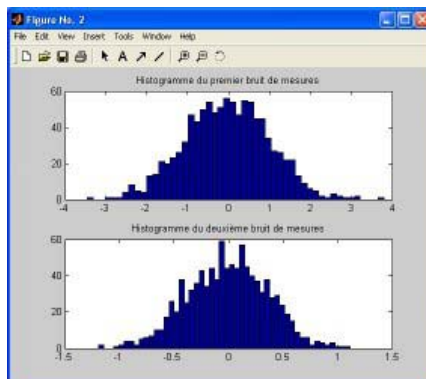 Figure No. 2
File Edit View Insert Tools Window Help
A
Histogramme du premier bruit de mesures
60
40
20
0
-4 -3 -2 -1 0 1 2 3 4
Histogramme du deuxième bruit de mesures
60
40
20
0
-1.5 -1 -0.5 0 0.5 1 1.5